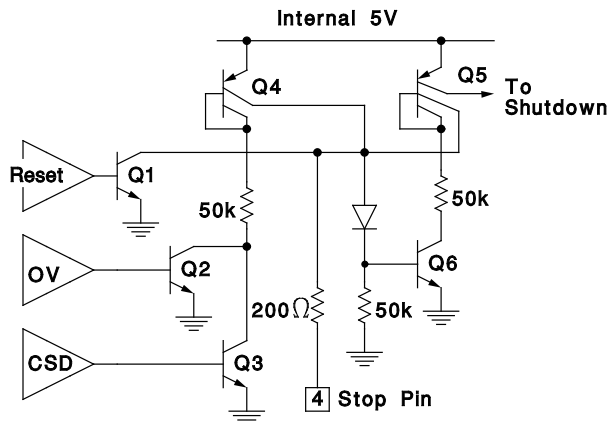 Internal 5V
Q4
Q5
To
Shutdown
Reset
Q1
50k
50k
OV
Q2
Q6
200Ω
50k
CSD
Q3
4
Stop Pin